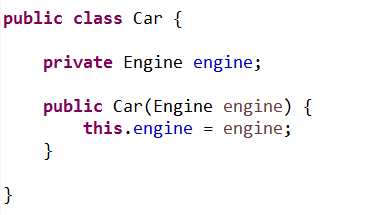 public class Car {
private Engine engine;
public Car(Engine engine) {
this.engine = engine;
}
}